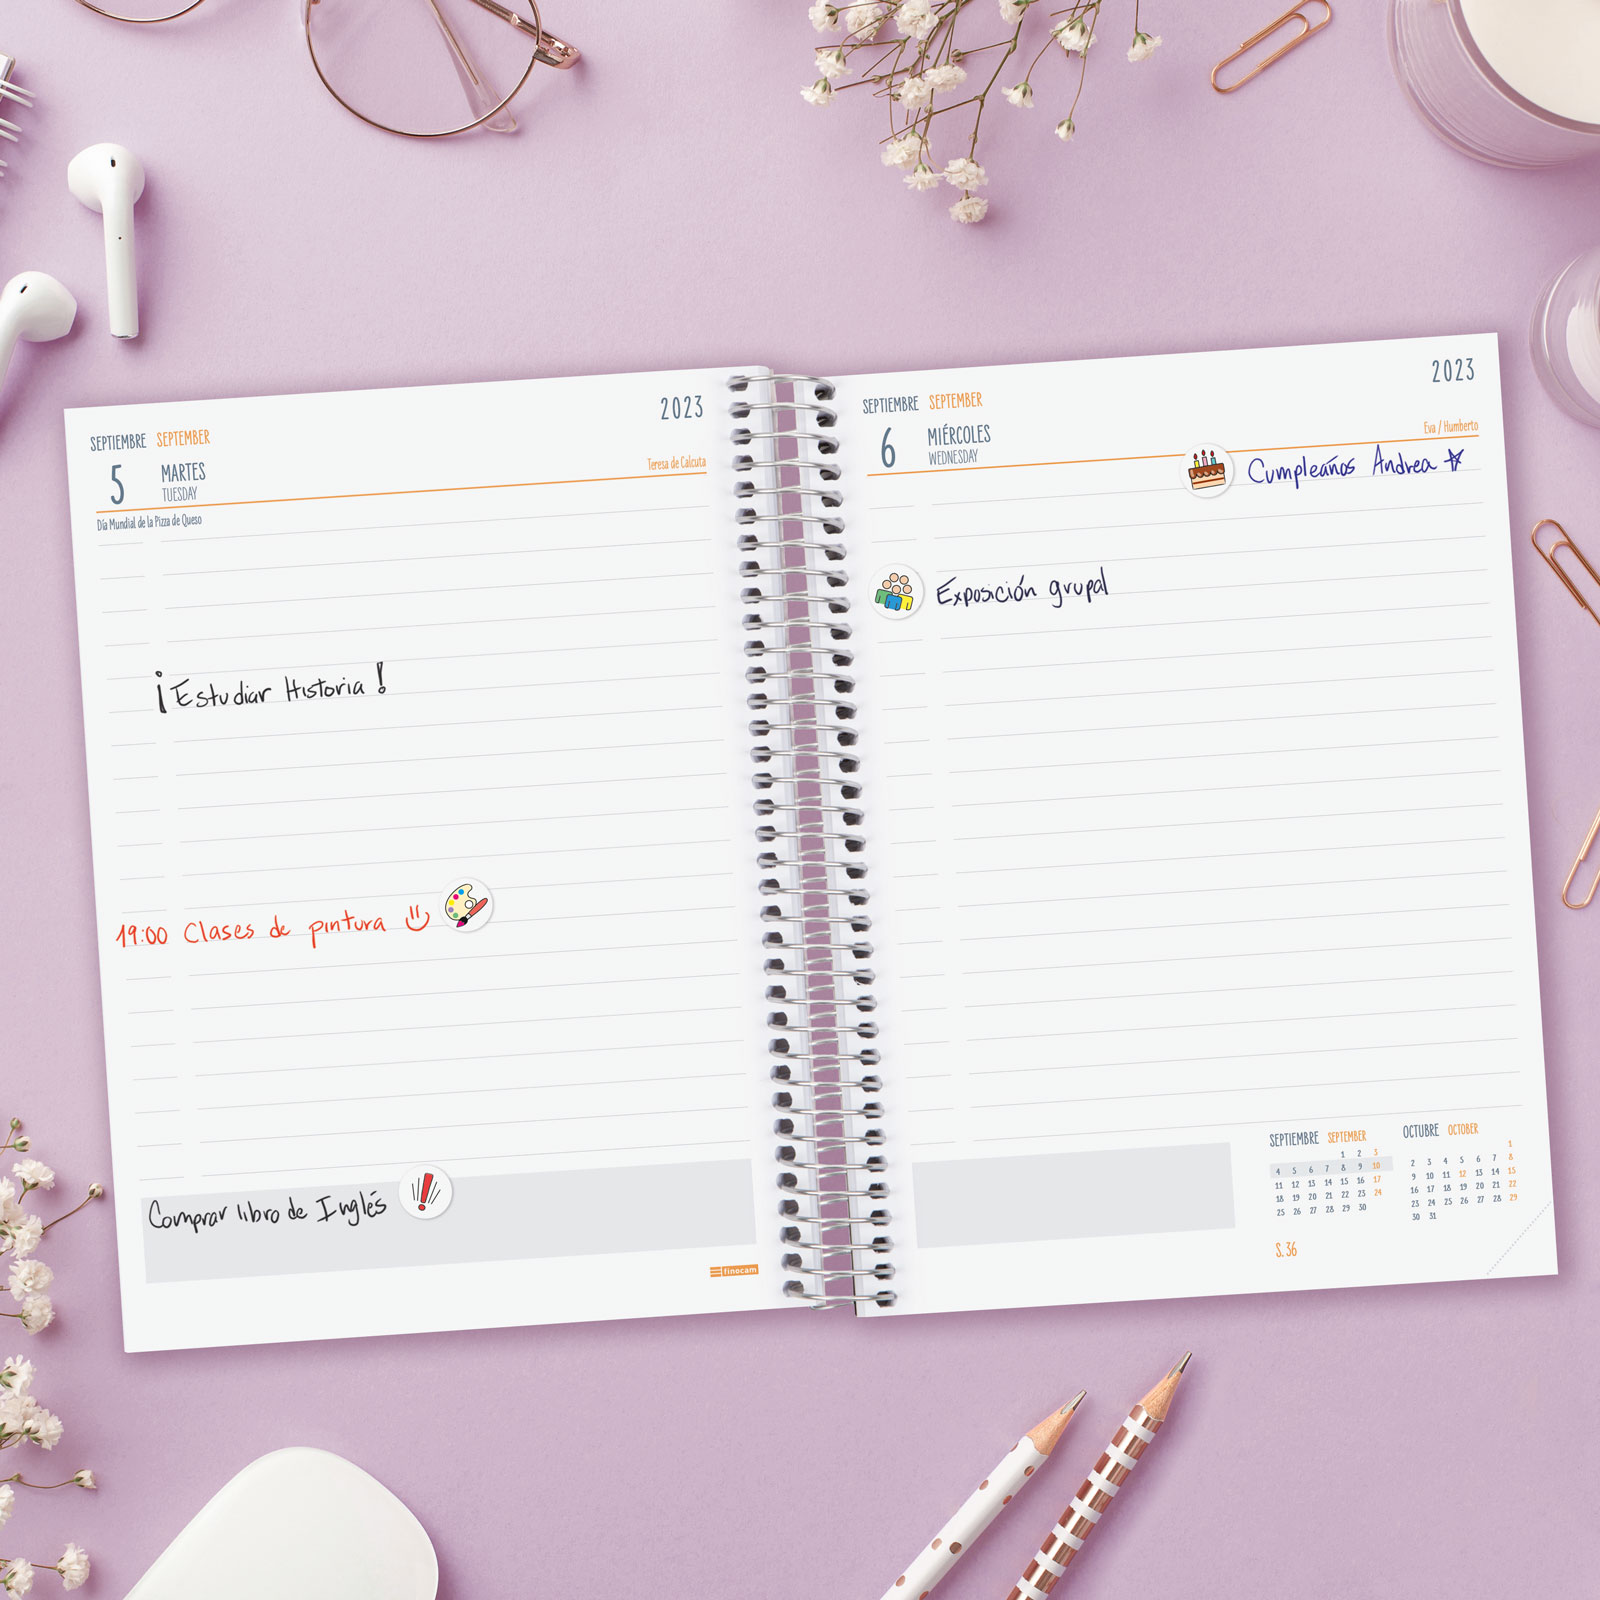 2023
SEPTIEMBRE SEPTEMBER
5 MARTES
TUESDAY
Teresa de Calcuta
Día Mundial de la Pizza de Queso
¡Estudiar Historia!
19:00 Clases de pintura
Comprar libro de Inglés
finocam
2023
SEPTIEMBRE SEPTEMBER
6 MIÉRCOLES
WEDNESDAY
Eva / Humberto
Cumpleaños Andrea
Exposición grupal
SEPTIEMBRE SEPTEMBER
1 2 3
4 5 6 7 8 9 10
11 12 13 14 15 16 17
18 19 20 21 22 23 24
25 26 27 28 29 30
S. 36
OCTUBRE OCTOBER
1
2 3 4 5 6 7 8
9 10 11 12 13 14 15
16 17 18 19 20 21 22
23 24 25 26 27 28 29
30 31